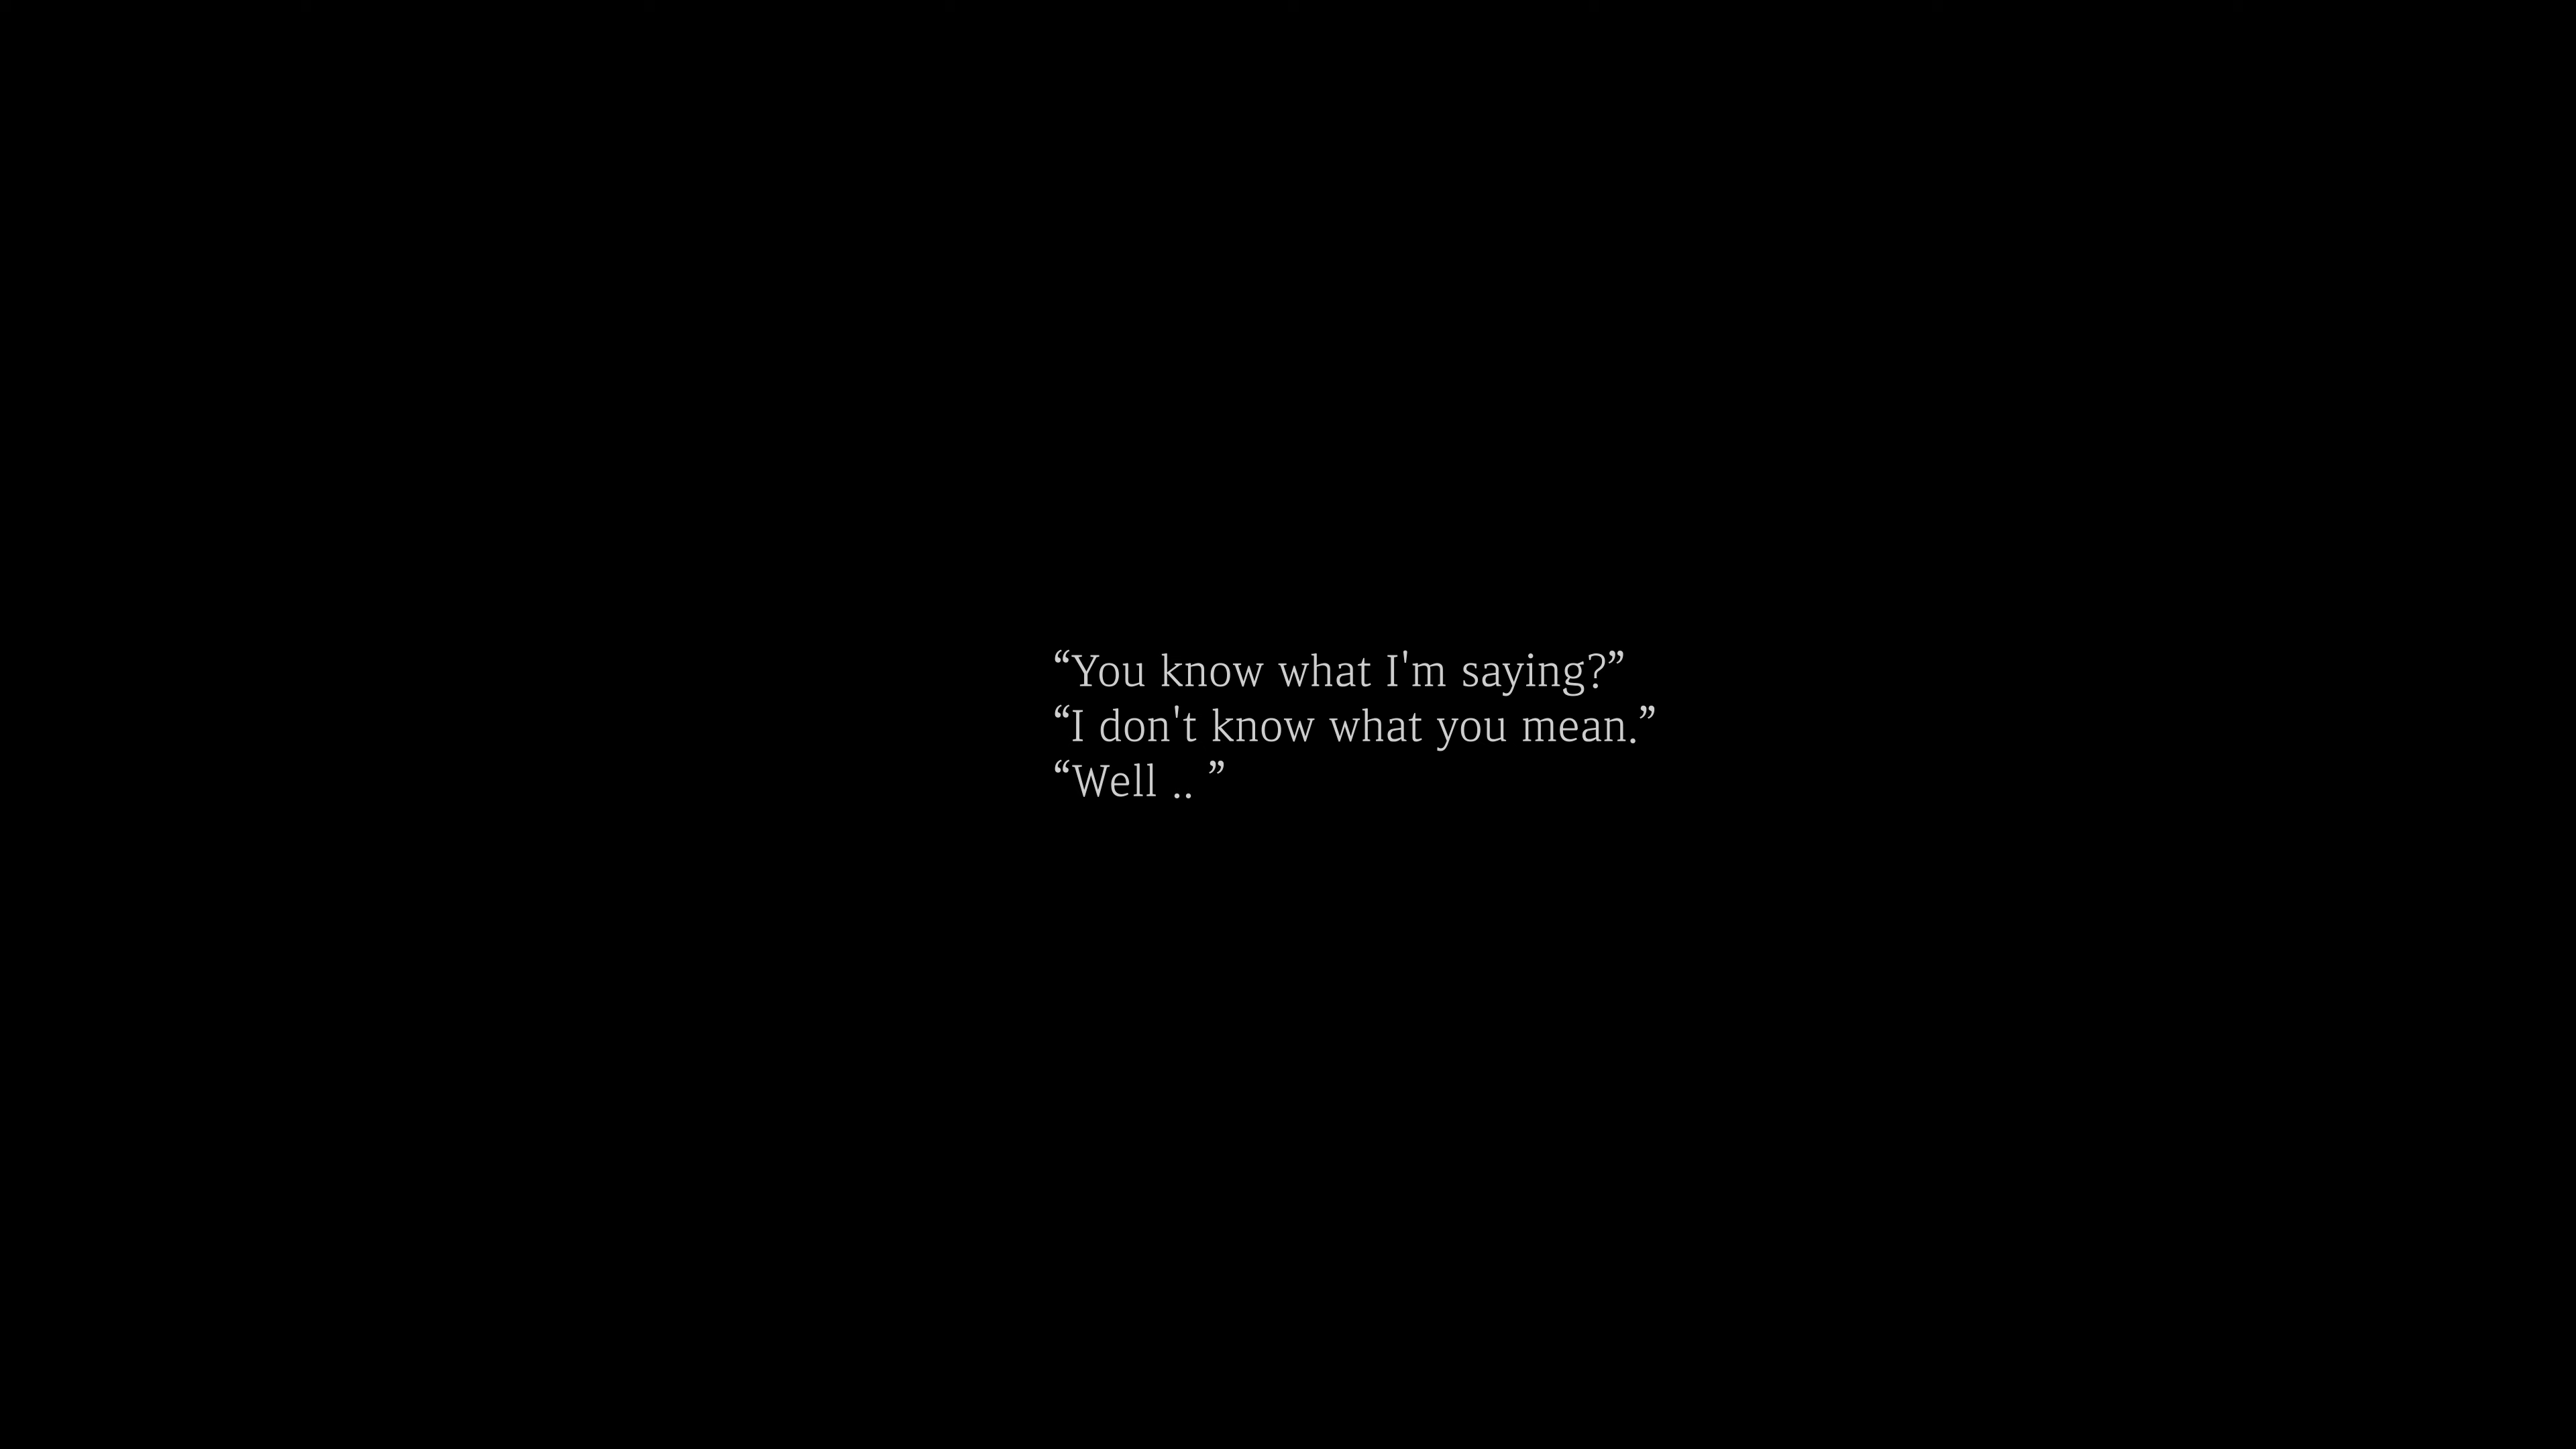 “You know what I'm saying?”
“I don't know what you mean.”
“Well .. ”